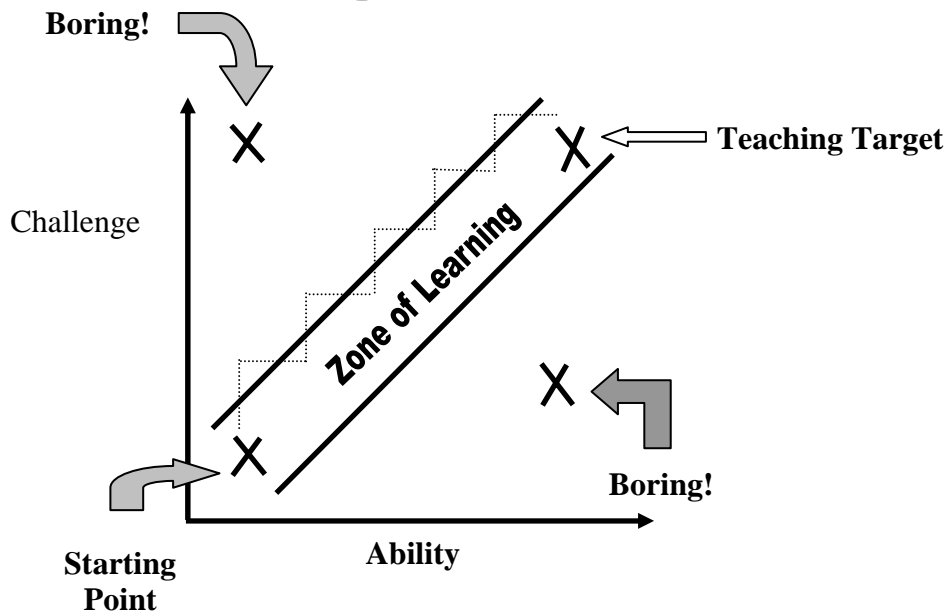 Boring!
Teaching Target
Challenge
Zone of Learning
Boring!
Starting
Point
Ability